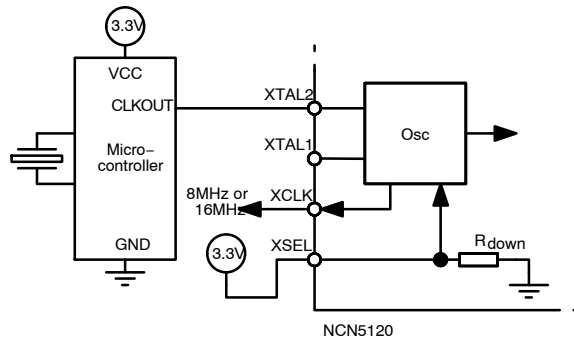 3.3V
VCC
CLKOUT
XTAL2
Osc
Micro−
controller
XTAL1
8MHz or
16MHz
XCLK
GND
XSEL
3.3V
Rdown
NCN5120